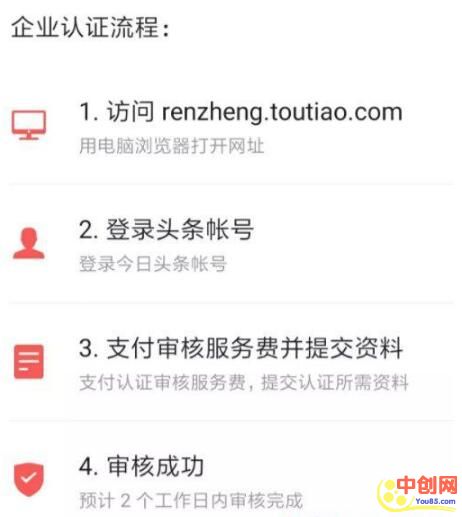 企业认证流程：
1. 访问 renzheng.toutiao.com
用电脑浏览器打开网址
2. 登录头条帐号
登录今日头条帐号
3. 支付审核服务费并提交资料
支付认证审核服务费，提交认证所需资料
4. 审核成功
预计 2 个工作日内审核完成
中创网
You85.com